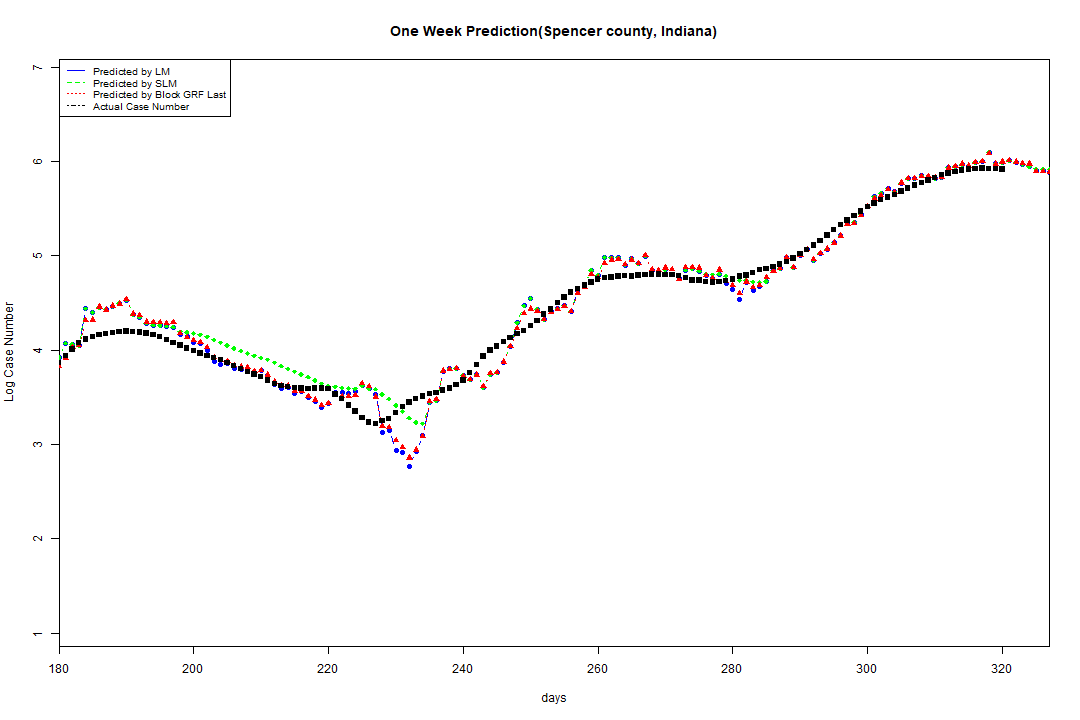 One Week Prediction(Spencer county, Indiana)
Predicted by LM
Predicted by SLM
Predicted by Block GRF Last
Actual Case Number
7
6
5
4
3
2
1
Log Case Number
180 200 220 240 260 280 300 320
days